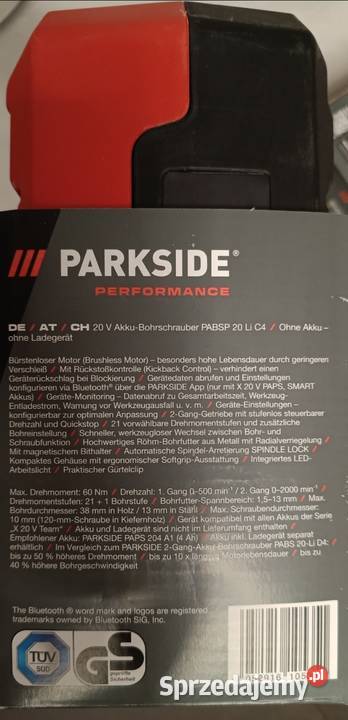 PARKSIDE®
PERFORMANCE
DE / AT / CH 20 V Akku-Bohrschrauber PABSP 20 Li C4 / Ohne Akku –
ohne Ladegerät
Bürstenloser Motor (Brushless Motor) – besonders hohe Lebensdauer durch geringeren
Verschleiß / Mit Rückstoßkontrolle (Kickback Control) – verhindert einen
Geräterückschlag bei Blockierung / Gerätedaten abrufen und Einstellungen
konfigurieren via Bluetooth® über die PARKSIDE App (nur mit X 20 V PAPS, SMART
Akkus) / Geräte-Monitoring – Datenabruf zu Gesamtarbeitszeit, Werkzeug-
Entladestrom, Warnung vor Werkzeugausfall u. v. m. / Geräte-Einstellungen –
konfigurierbar zur optimalen Anpassung / 2-Gang-Getriebe mit stufenlos steuerbarer
Drehzahl und Quickstop / 21 vorwählbare Drehmomentstufen und zusätzliche
Bohreinstellung / Schneller, werkzeugloser Wechsel zwischen Bohr- und
Schraubfunktion / Hochwertiges Röhm-Bohrfutter aus Metall mit Radialverriegelung /
Mit magnetischem Bithalter / Automatische Spindel-Arretierung SPINDLE LOCK /
Kompaktes Gehäuse mit ergonomischer Softgrip-Ausstattung / Integriertes LED-
Arbeitslicht / Praktischer Gürtelclip
Max. Drehmoment: 60 Nm / Drehzahl: 1. Gang 0–500 min⁻¹ / 2. Gang 0–2000 min⁻¹ /
Drehmomentstufen: 21 + 1 Bohrstufe / Bohrfutter-Spannbereich: 1,5–13 mm / Max.
Bohrdurchmesser: 38 mm in Holz / 13 mm in Stahl / Max. Schraubendurchmesser:
10 mm (120-mm-Schraube in Kiefernholz) / Gerät kompatibel mit allen Akkus der Serie
„X 20 V Team“ / Akku und Ladegerät sind nicht im Lieferumfang enthalten /
Empfohlener Akku: PARKSIDE PAPS 204 A1 (4 Ah) / Akku inkl. Ladegerät separat
erhältlich / Im Vergleich zum PARKSIDE 2-Gang-Akku-Bohrschrauber PABS 20-Li D4:
bis zu 50 % höheres Drehmoment / bis zu 10 x längere Motorlebensdauer / bis zu
40 % höhere Bohrgeschwindigkeit
The Bluetooth ® word mark and logos are registered
trademarks owned by Bluetooth SIG, Inc.
TÜV
SÜD
GS
geprüfte
Sicherheit
Sprzedajemy.pl